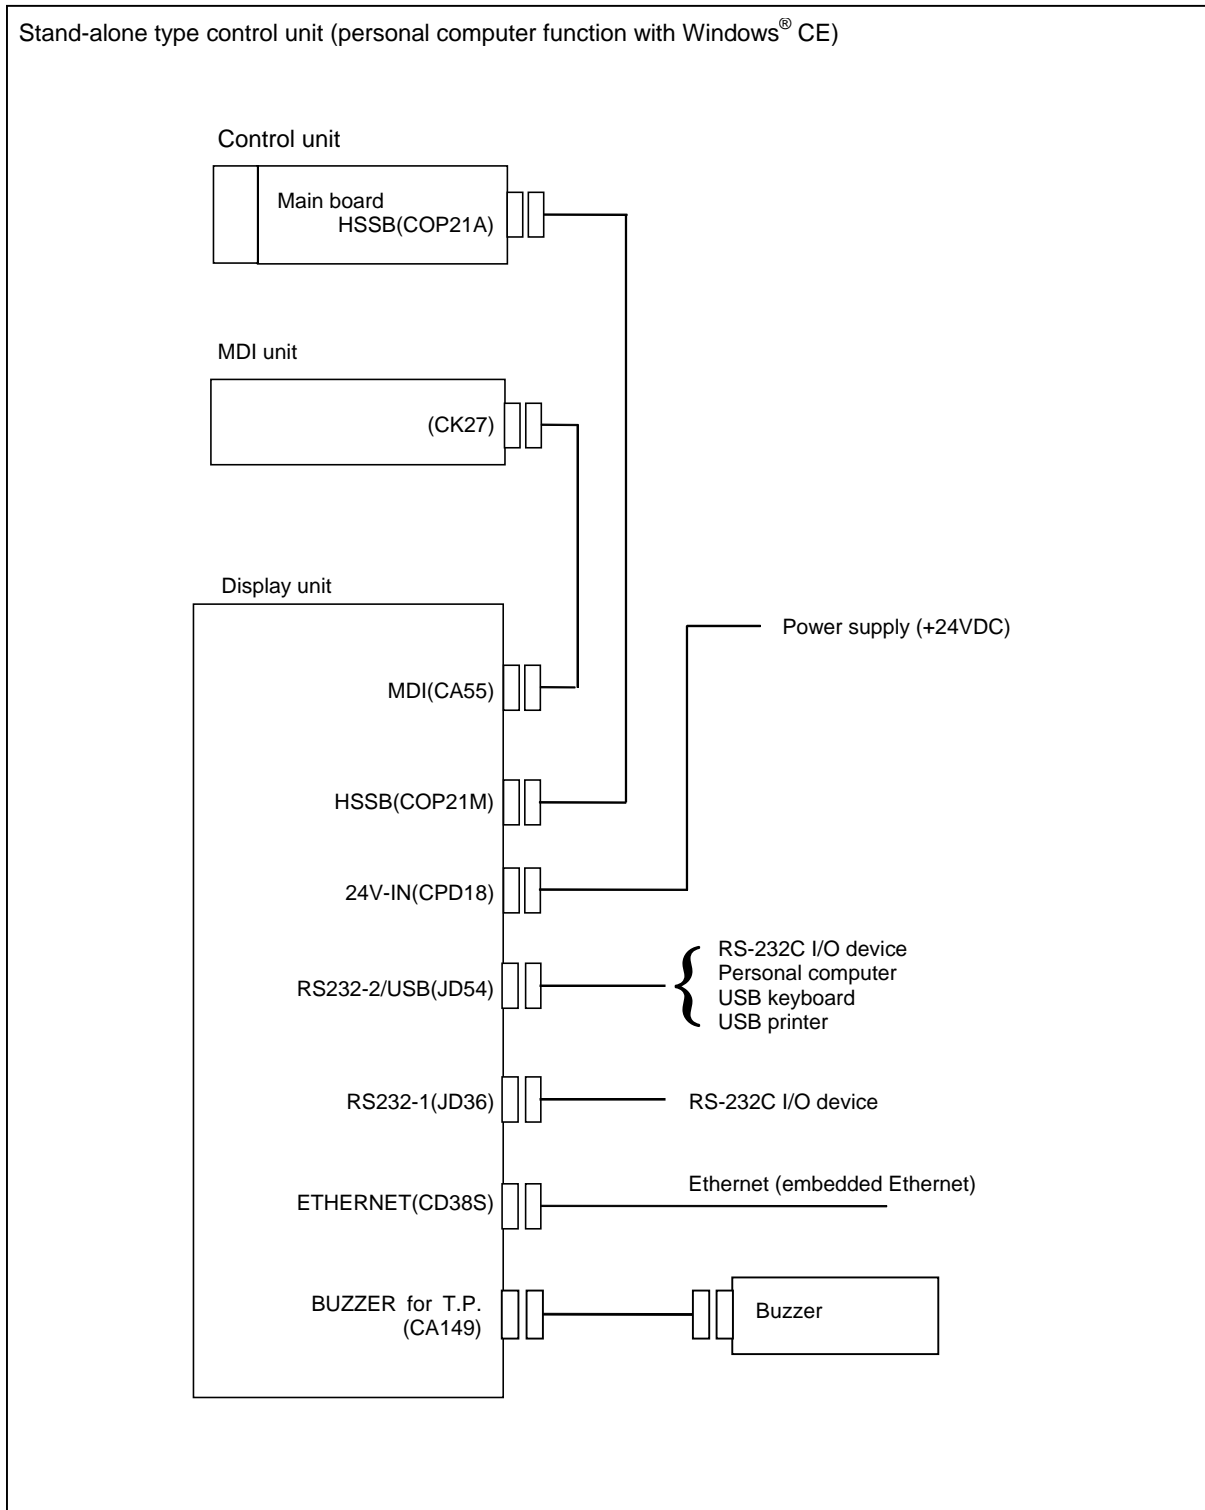 Stand-alone type control unit (personal computer function with Windows® CE)
Control unit
Main board
HSSB(COP21A)
MDI unit
(CK27)
Display unit
Power supply (+24VDC)
MDI(CA55)
HSSB(COP21M)
24V-IN(CPD18)
RS232-2/USB(JD54)
RS-232C I/O device
Personal computer
USB keyboard
USB printer
RS232-1(JD36)
RS-232C I/O device
ETHERNET(CD38S)
Ethernet (embedded Ethernet)
BUZZER for T.P.
(CA149)
Buzzer